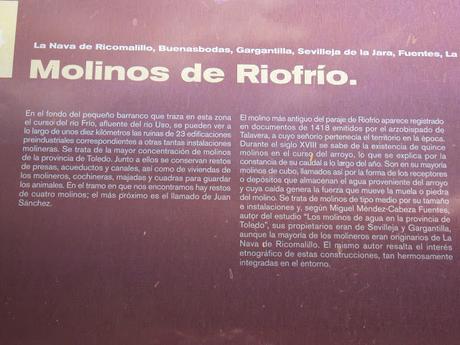 La Nava de Ricomalillo, Buenasbodas, Gargantilla, Sevilleja de la Jara, Fuentes, La
Molinos de Riofrío.
En el fondo del pequeño barranco que traza en esta zona
el curso del río Frío, afluente del río Uso, se pueden ver a
lo largo de unos diez kilómetros las ruinas de 23 edificaciones
preindustriales correspondientes a otras tantas instalaciones
molineras. Se trata de la mayor concentración de molinos
de la provincia de Toledo. Junto a ellos se conservan restos
de presas, acueductos y canales, así como de viviendas de
los molineros, cochineras, majadas y cuadras para guardar
los animales. En el tramo en que nos encontramos hay restos
de cuatro molinos; el más próximo es el llamado de Juan
Sánchez.
El molino más antiguo del paraje de Riofrío aparece registrado
en documentos de 1418 emitidos por el arzobispado de
Talavera, a cuyo señorío pertenecía el territorio en la época.
Durante el siglo XVIII se sabe de la existencia de quince
molinos en el curso del arroyo, lo que se explica por la
constancia de su caudal a lo largo del año. Son en su mayoría
molinos de cubo, llamados así por la forma de los receptores
o depósitos que almacenaban el agua proveniente del arroyo
y cuya caída genera la fuerza que mueve la muela o piedra
del molino. Se trata de molinos de tipo medio por su tamaño
e instalaciones y, según Miguel Méndez-Cabeza Fuentes,
autor del estudio “Los molinos de agua en la provincia de
Toledo”, sus propietarios eran de Sevilleja y Gargantilla,
aunque la mayoría de los molineros eran originarios de La
Nava de Ricomalillo. El mismo autor resalta el interés
etnográfico de estas construcciones, tan hermosamente
integradas en el entorno.